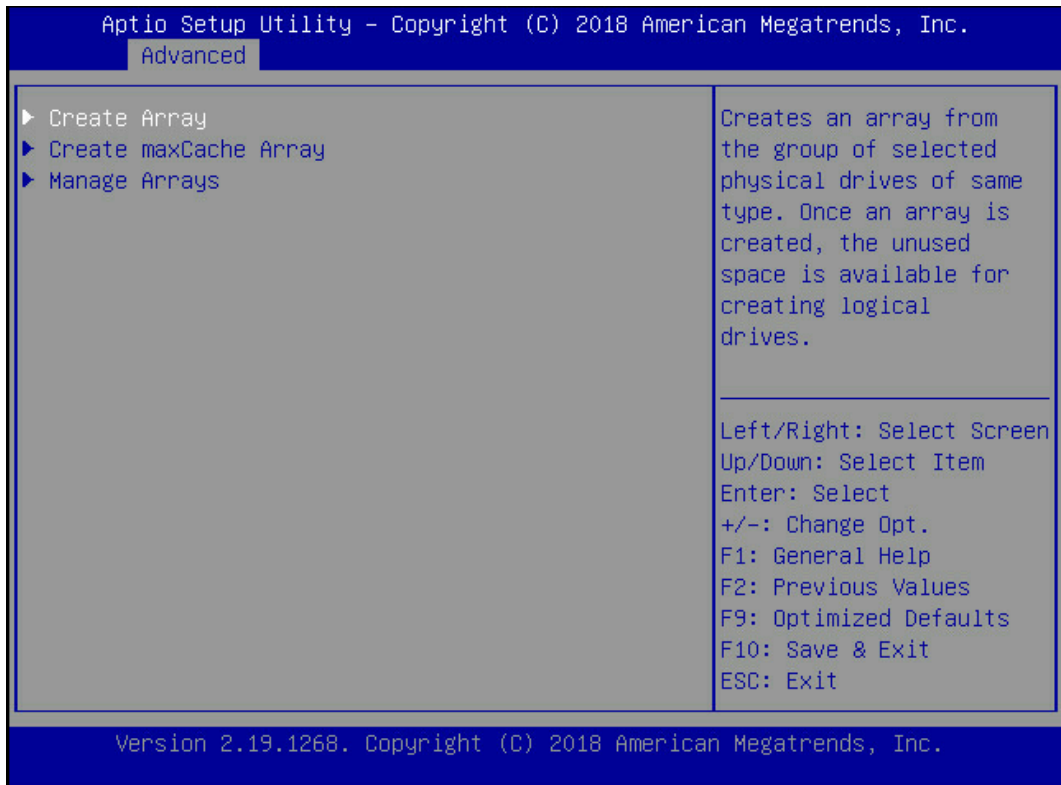 Aptio Setup Utility – Copyright (C) 2018 American Megatrends, Inc.
Advanced
Create Array
Create maxCache Array
Manage Arrays
Creates an array from
the group of selected
physical drives of same
type. Once an array is
created, the unused
space is available for
creating logical
drives.
Left/Right: Select Screen
Up/Down: Select Item
Enter: Select
+/-: Change Opt.
F1: General Help
F2: Previous Values
F9: Optimized Defaults
F10: Save & Exit
ESC: Exit
Version 2.19.1268. Copyright (C) 2018 American Megatrends, Inc.